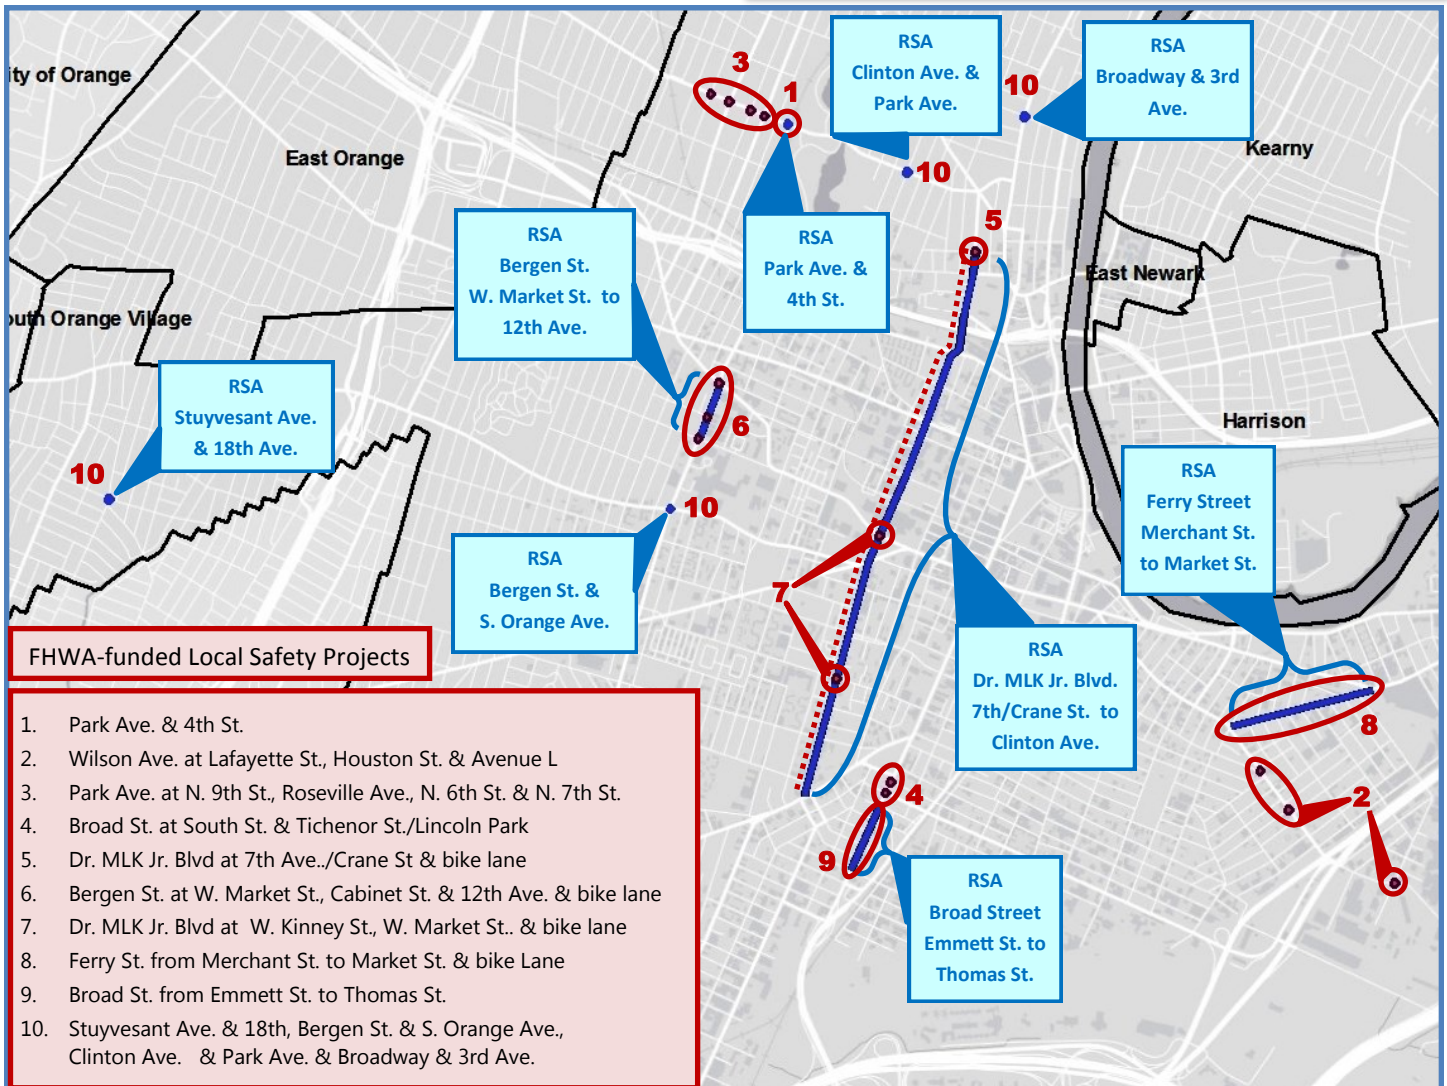 ity of Orange
East Orange
outh Orange Village
Kearny
East Newark
Harrison
3
1
10
10
5
6
10
10
7
4
9
8
2
RSA
Clinton Ave. &
Park Ave.
RSA
Broadway & 3rd
Ave.
RSA
Park Ave. &
4th St.
RSA
Bergen St.
W. Market St. to
12th Ave.
RSA
Stuyvesant Ave.
& 18th Ave.
RSA
Bergen St. &
S. Orange Ave.
RSA
Ferry Street
Merchant St.
to Market St.
RSA
Dr. MLK Jr. Blvd.
7th/Crane St. to
Clinton Ave.
RSA
Broad Street
Emmett St. to
Thomas St.
FHWA-funded Local Safety Projects
1. Park Ave. & 4th St.
2. Wilson Ave. at Lafayette St., Houston St. & Avenue L
3. Park Ave. at N. 9th St., Roseville Ave., N. 6th St. & N. 7th St.
4. Broad St. at South St. & Tichenor St./Lincoln Park
5. Dr. MLK Jr. Blvd at 7th Ave../Crane St & bike lane
6. Bergen St. at W. Market St., Cabinet St. & 12th Ave. & bike lane
7. Dr. MLK Jr. Blvd at W. Kinney St., W. Market St.. & bike lane
8. Ferry St. from Merchant St. to Market St. & bike Lane
9. Broad St. from Emmett St. to Thomas St.
10. Stuyvesant Ave. & 18th, Bergen St. & S. Orange Ave.,
Clinton Ave. & Park Ave. & Broadway & 3rd Ave.